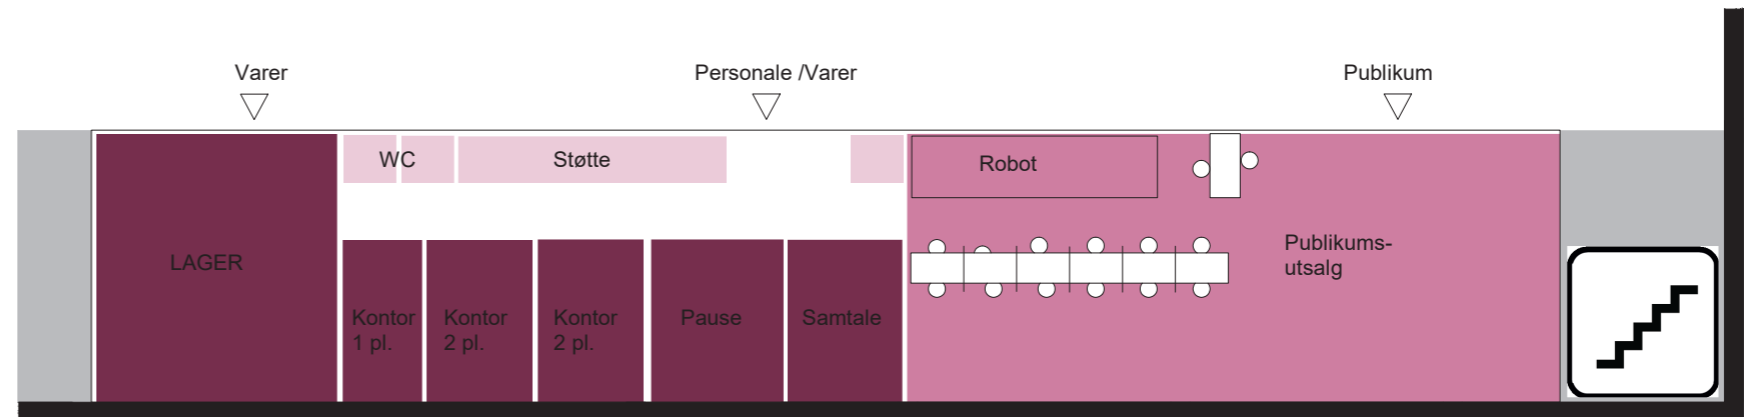 Varer
Personale /Varer
Publikum
WC
Støtte
Robot
LAGER
Publikums-
utsalg
Kontor
1 pl.
Kontor
2 pl.
Kontor
2 pl.
Pause
Samtale